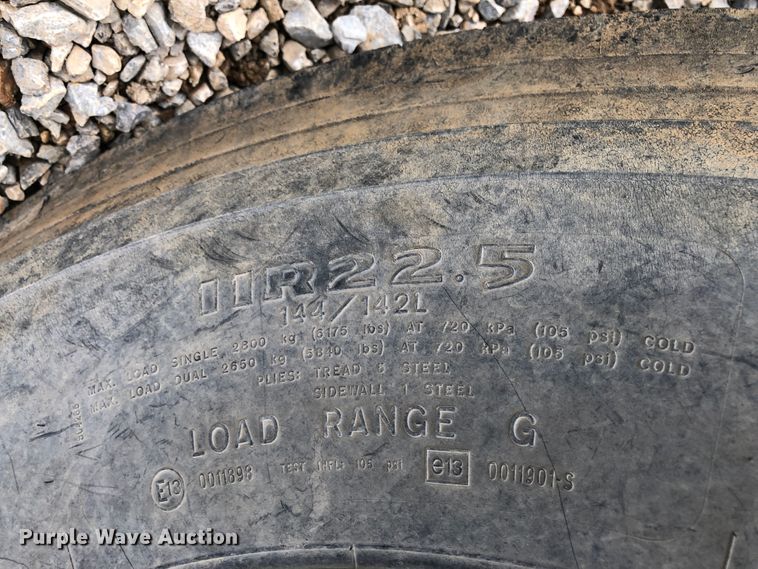 11R22.5
144/142L
MAX. LOAD SINGLE 2800 kg (6175 lbs) AT 720 kPa (105 psi) COLD
MAX. LOAD DUAL 2650 kg (5840 lbs) AT 720 kPa (105 psi) COLD
PLIES: TREAD 5 STEEL
SIDEWALL 1 STEEL
LOAD RANGE G
E13 0011898 TEST INFL: 105 psi e13 0011901-S
Purple Wave Auction